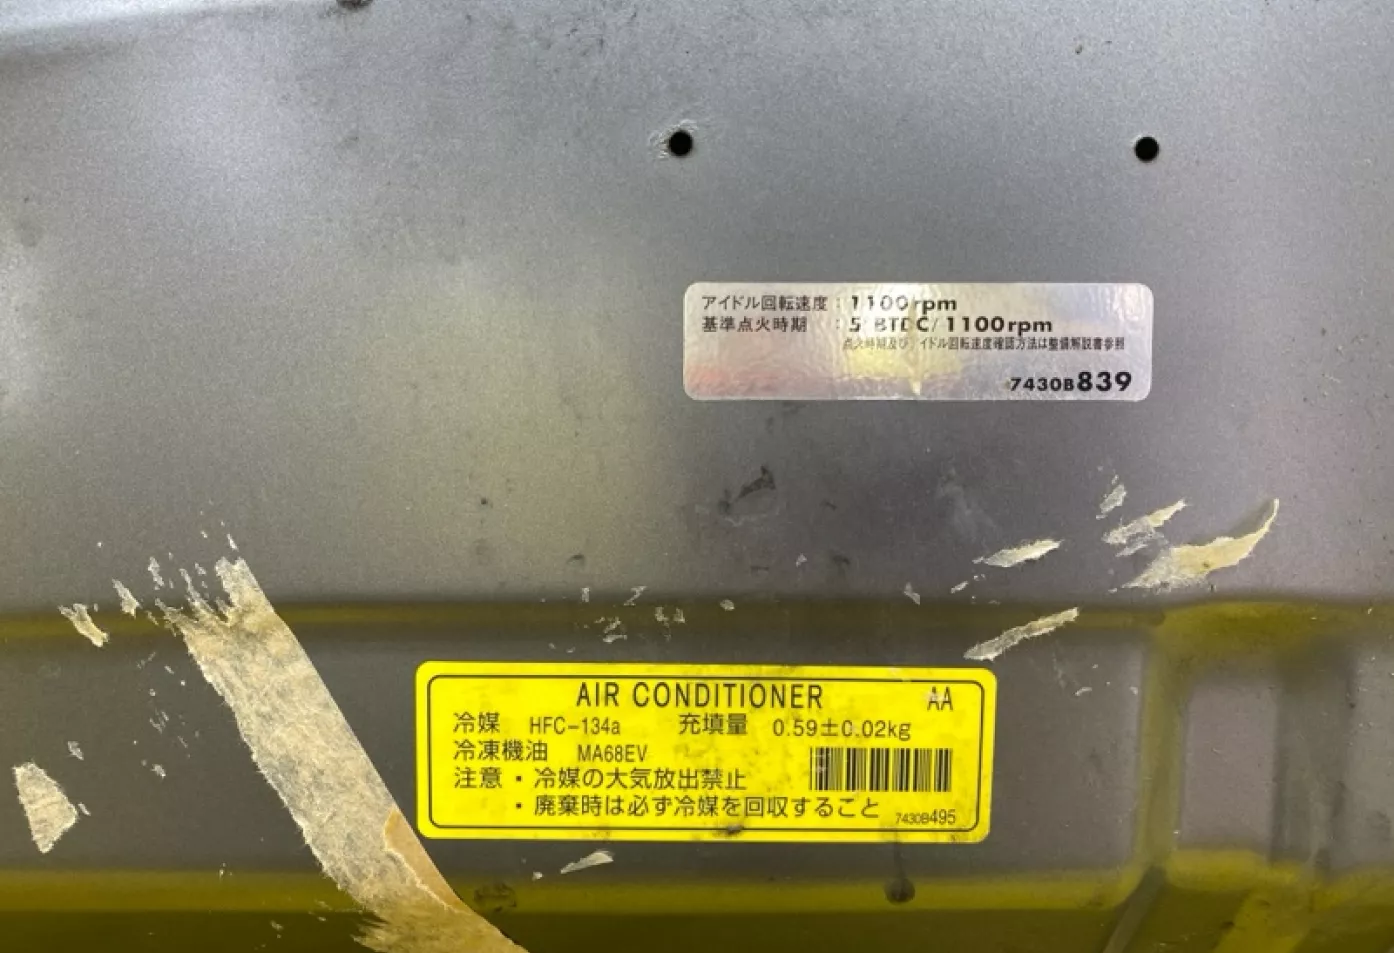 アイドル回転速度：1100rpm
基準点火時期：5°BTDC/1100rpm
点火時期及びアイドル回転速度確認方法は整備解説書参照
7430B839
AIR CONDITIONER AA
冷媒 HFC-134a 充填量 0.59±0.02kg
冷凍機油 MA68EV
注意・冷媒の大気放出禁止
・廃棄時は必ず冷媒を回収すること
7430B495